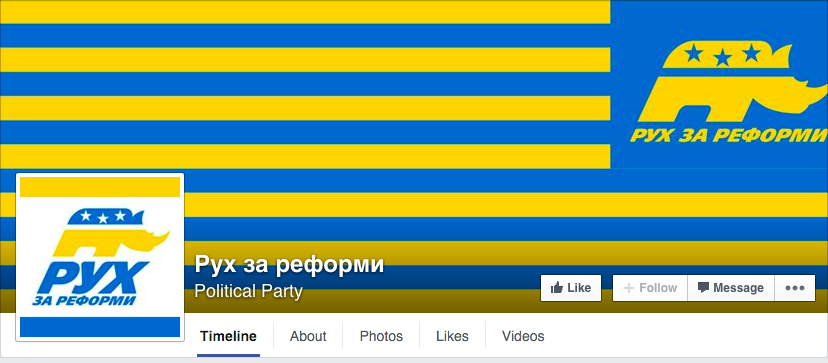 РУХ ЗА РЕФОРМИ
РУХ
ЗА РЕФОРМИ
Рух за реформи
Political Party
Like
+ Follow
Message
Timeline
About
Photos
Likes
Videos